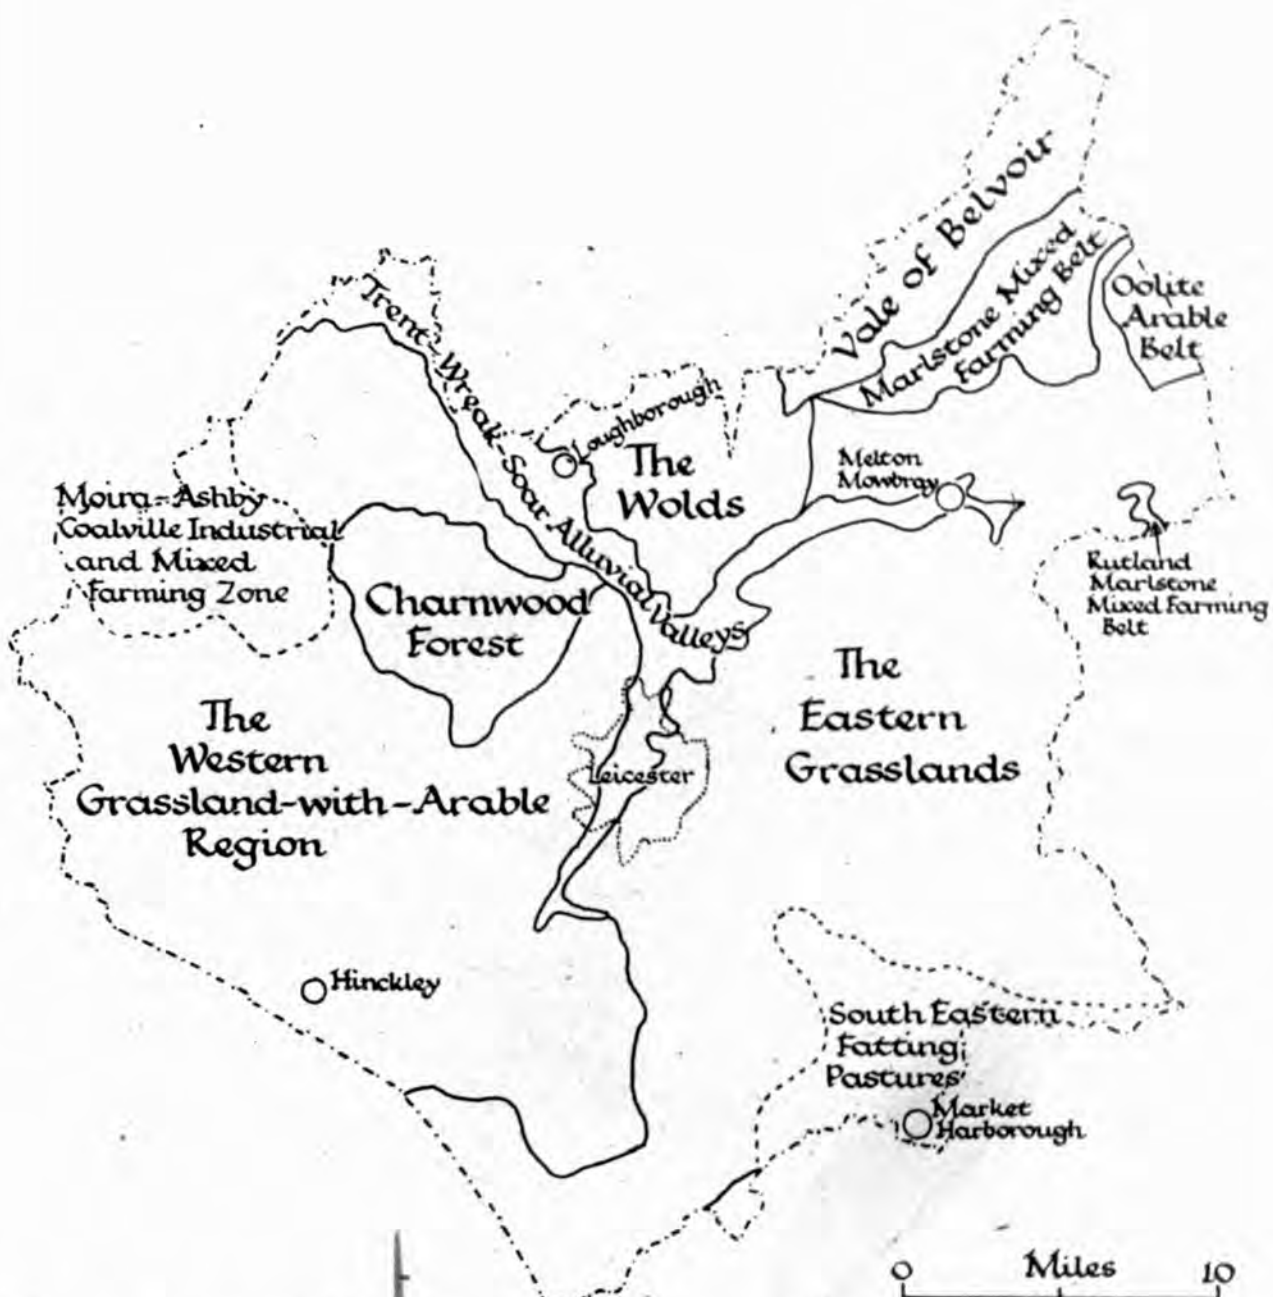 Vale of Belvoir
Marlstone Mixed
Farming Belt
Oolite
Arable
Belt
Trent-Wreak-Soar Alluvial Valleys
Loughborough
The
Wolds
Melton
Mowbray
Moira-Ashby
Coalville Industrial
and Mixed
Farming Zone
Charnwood
Forest
Rutland
Marlstone
Mixed Farming
Belt
The
Eastern
Grasslands
The
Western
Grassland-with-Arable
Region
Leicester
Hinckley
South Eastern
Fatting
Pastures
Market
Harborough
0 Miles 10